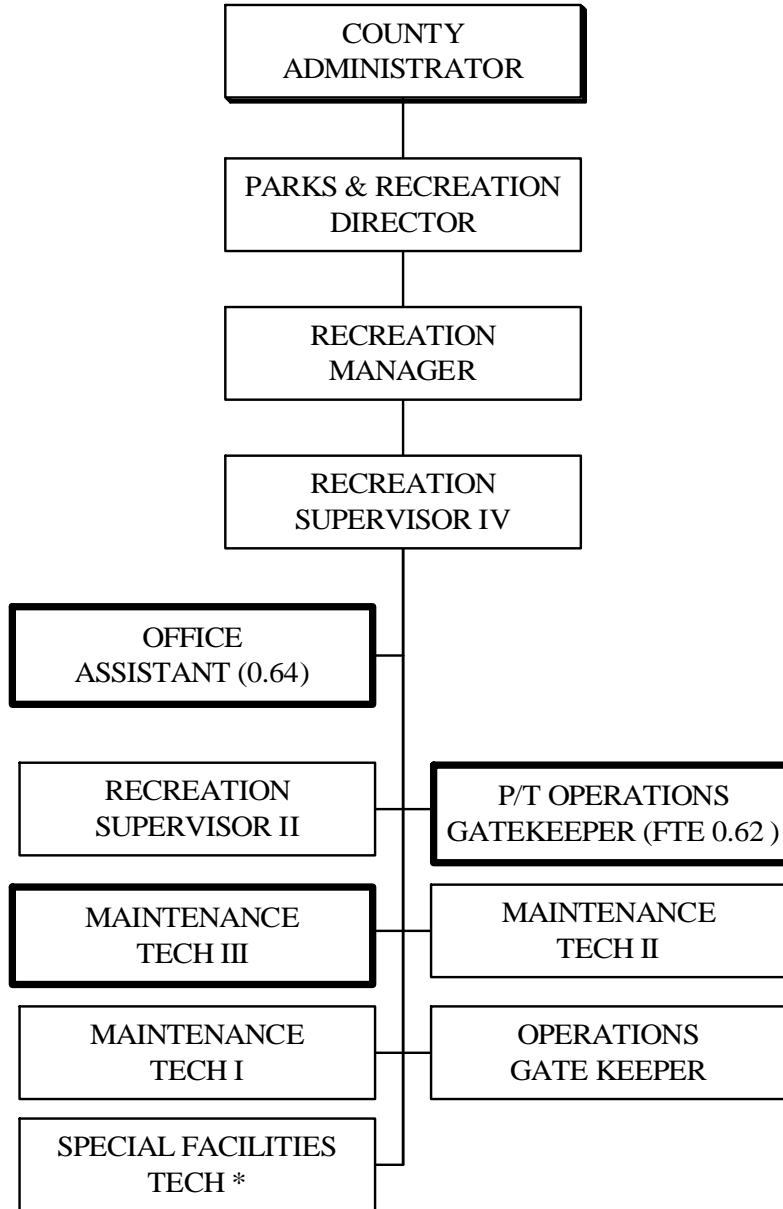 COUNTY
ADMINISTRATOR
PARKS & RECREATION
DIRECTOR
RECREATION
MANAGER
RECREATION
SUPERVISOR IV
OFFICE
ASSISTANT (0.64)
RECREATION
SUPERVISOR II
P/T OPERATIONS
GATEKEEPER (FTE 0.62 )
MAINTENANCE
TECH III
MAINTENANCE
TECH II
MAINTENANCE
TECH I
OPERATIONS
GATE KEEPER
SPECIAL FACILITIES
TECH *